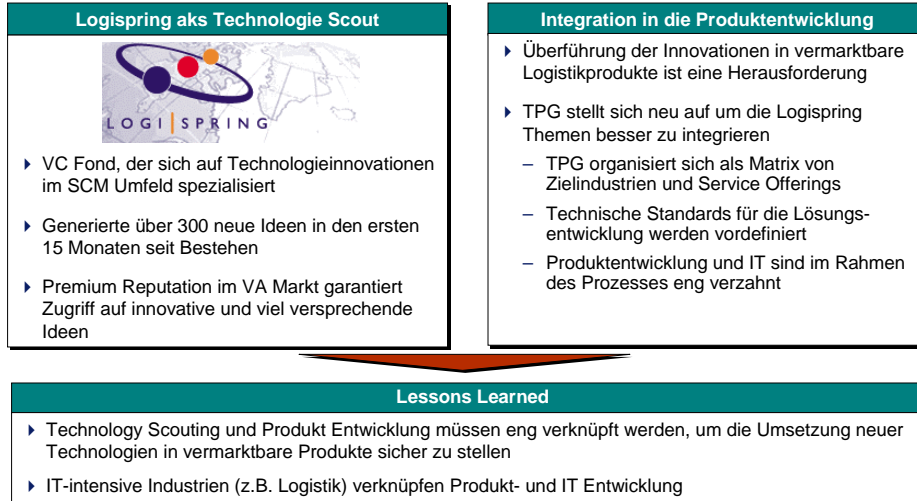 Logispring aks Technologie Scout
LOGI|SPRING
VC Fond, der sich auf Technologieinnovationen
im SCM Umfeld spezialisiert
Generierte über 300 neue Ideen in den ersten
15 Monaten seit Bestehen
Premium Reputation im VA Markt garantiert
Zugriff auf innovative und viel versprechende
Ideen
Integration in die Produktentwicklung
Überführung der Innovationen in vermarktbare
Logistikprodukte ist eine Herausforderung
TPG stellt sich neu auf um die Logispring
Themen besser zu integrieren
– TPG organisiert sich als Matrix von
Zielindustrien und Service Offerings
– Technische Standards für die Lösungs-
entwicklung werden vordefiniert
– Produktentwicklung und IT sind im Rahmen
des Prozesses eng verzahnt
Lessons Learned
Technology Scouting und Produkt Entwicklung müssen eng verknüpft werden, um die Umsetzung neuer
Technologien in vermarktbare Produkte sicher zu stellen
IT-intensive Industrien (z.B. Logistik) verknüpfen Produkt- und IT Entwicklung